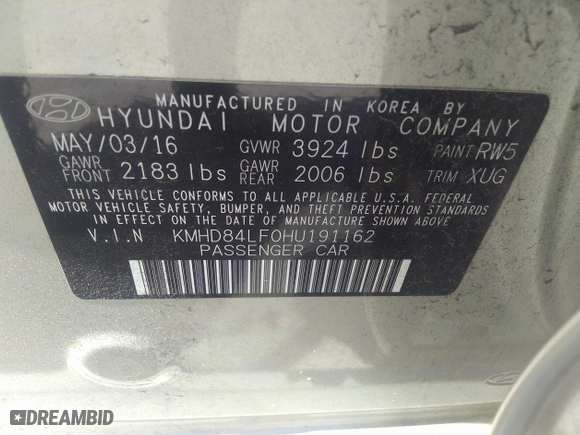 MANUFACTURED IN KOREA BY
HYUNDAI MOTOR COMPANY
MAY/03/16 GVWR 3924 lbs PAINT RW5
GAWR FRONT 2183 lbs GAWR REAR 2006 lbs TRIM XUG
THIS VEHICLE CONFORMS TO ALL APPLICABLE U.S.A. FEDERAL
MOTOR VEHICLE SAFETY, BUMPER, AND THEFT PREVENTION STANDARDS
IN EFFECT ON THE DATE OF MANUFACTURE SHOWN ABOVE
V.I.N KMHD84LF0HU191162
PASSENGER CAR
DREAMBID